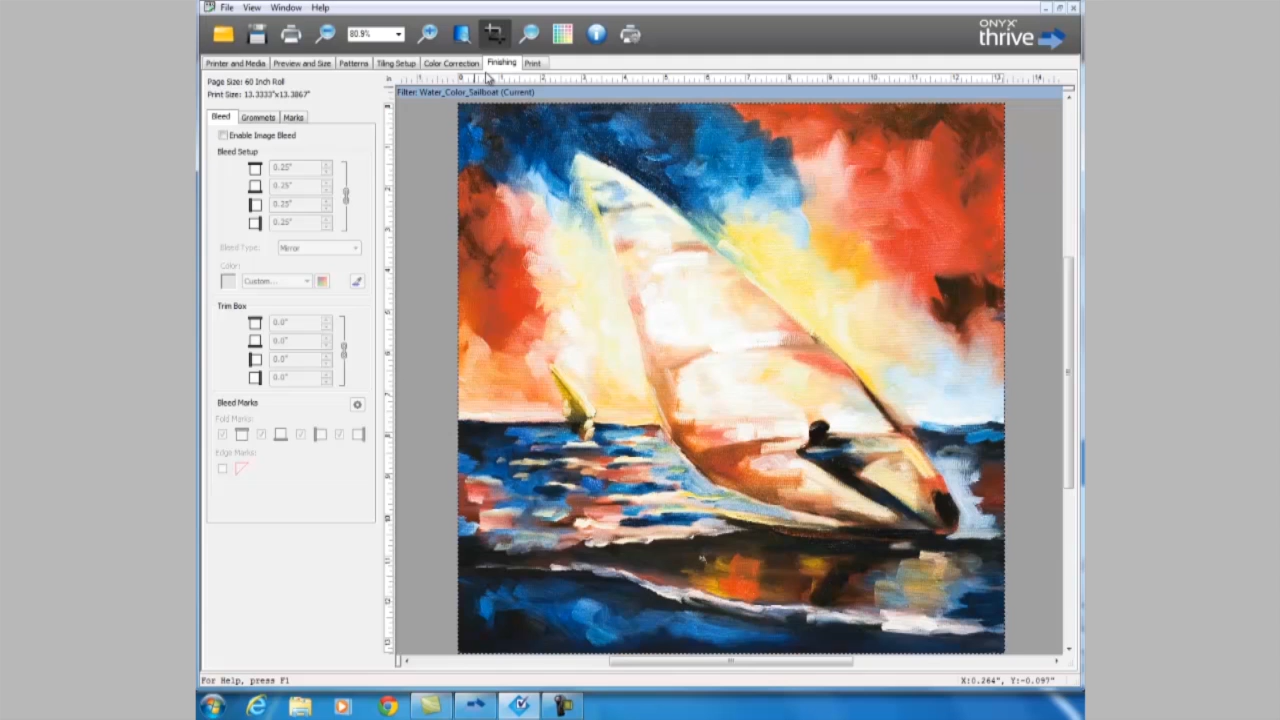 File View Window Help
80.9%
ONYX
thrive
Printer and Media Preview and Size Patterns Tiling Setup Color Correction Finishing Print
Page Size: 60 Inch Roll
Print Size: 13.3333"x13.3867"
Filter: Water_Color_Sailboat (Current)
Bleed Grommets Marks
Enable Image Bleed
Bleed Setup
0.25"
0.25"
0.25"
0.25"
Bleed Type: Mirror
Color:
Custom...
Trim Box
0.0"
0.0"
0.0"
0.0"
Bleed Marks
Fold Marks:
Edge Marks:
For Help, press F1 X:0.264", Y:-0.097"